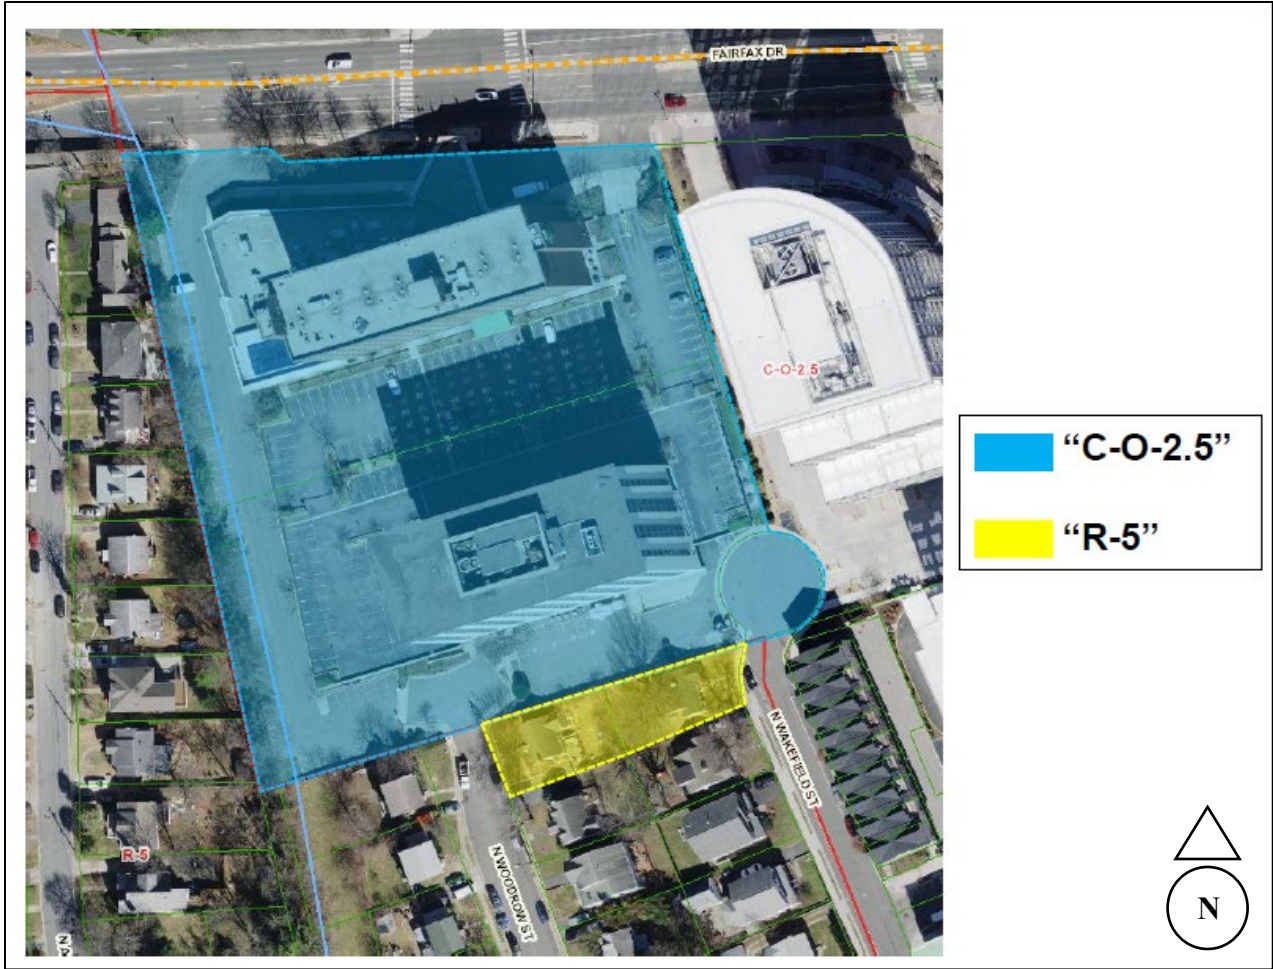 FAIRFAX DR
C-O-2.5
"C-O-2.5"
"R-5"
N WAKEFIELD ST
R-5
N WOODROW ST
N